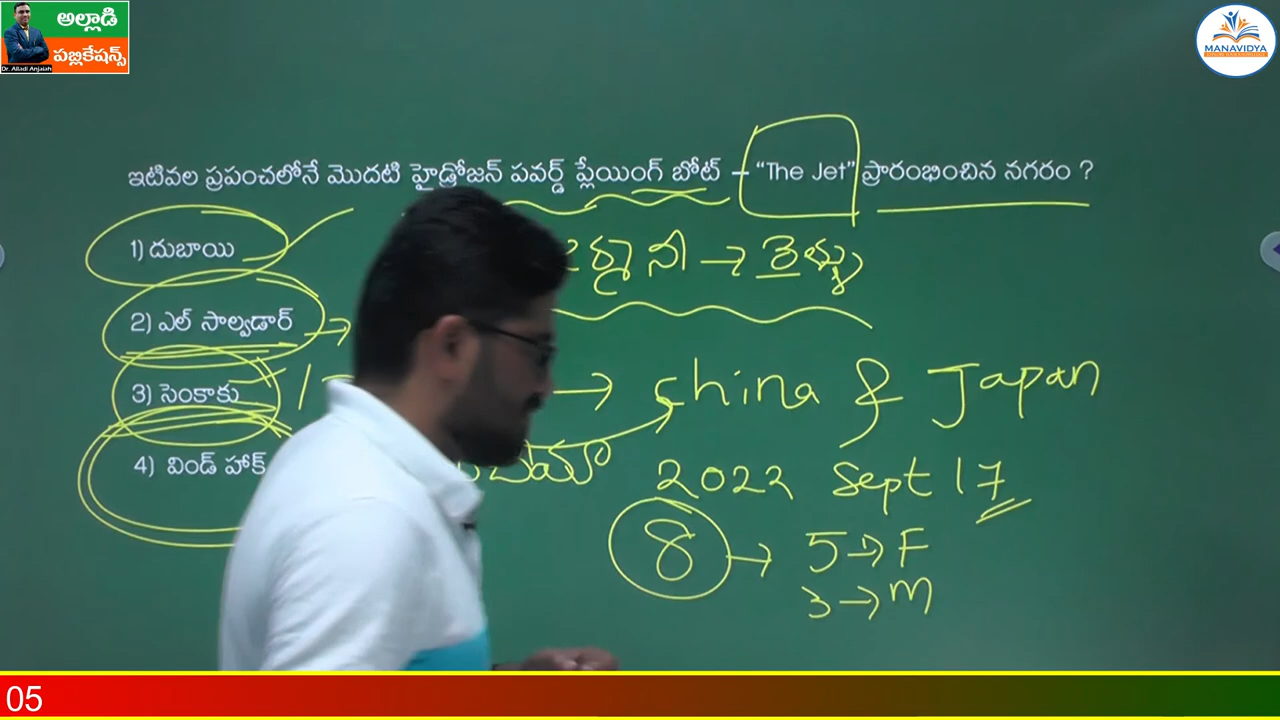 అల్లాడి
పబ్లికేషన్స్
Dr. Alladi Anjaiah
MANAVIDYA
ఇటీవల ప్రపంచలోనే మొదటి హైడ్రోజన్ పవర్డ్ ప్లేయింగ్ బోట్ – "The Jet" ప్రారంభించిన నగరం ?
1) దుబాయి
2) ఎల్ సాల్వడార్
3) సెంకాకు
4) విండ్ హాక్
China & Japan
2022 Sept 17
8 → 5 → F
3 → M
05